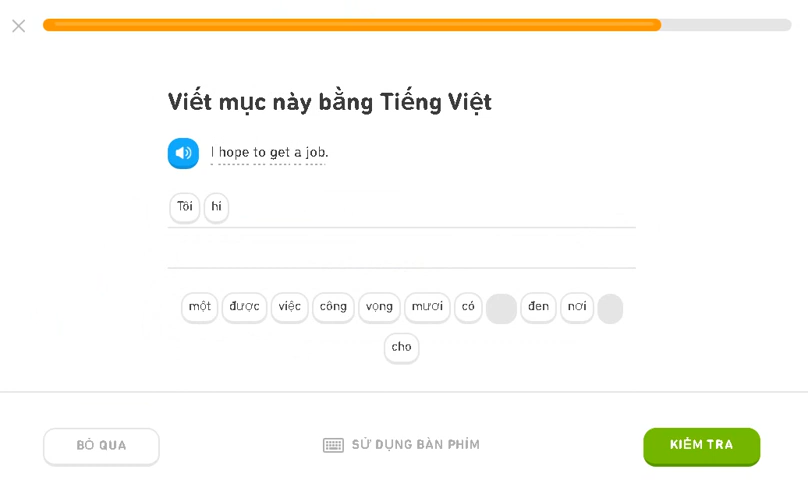 Viết mục này bằng Tiếng Việt
I hope to get a job.
Tôi hi
một được việc công vọng mươi có đen nơi
cho
BỎ QUA SỬ DỤNG BÀN PHÍM KIỂM TRA